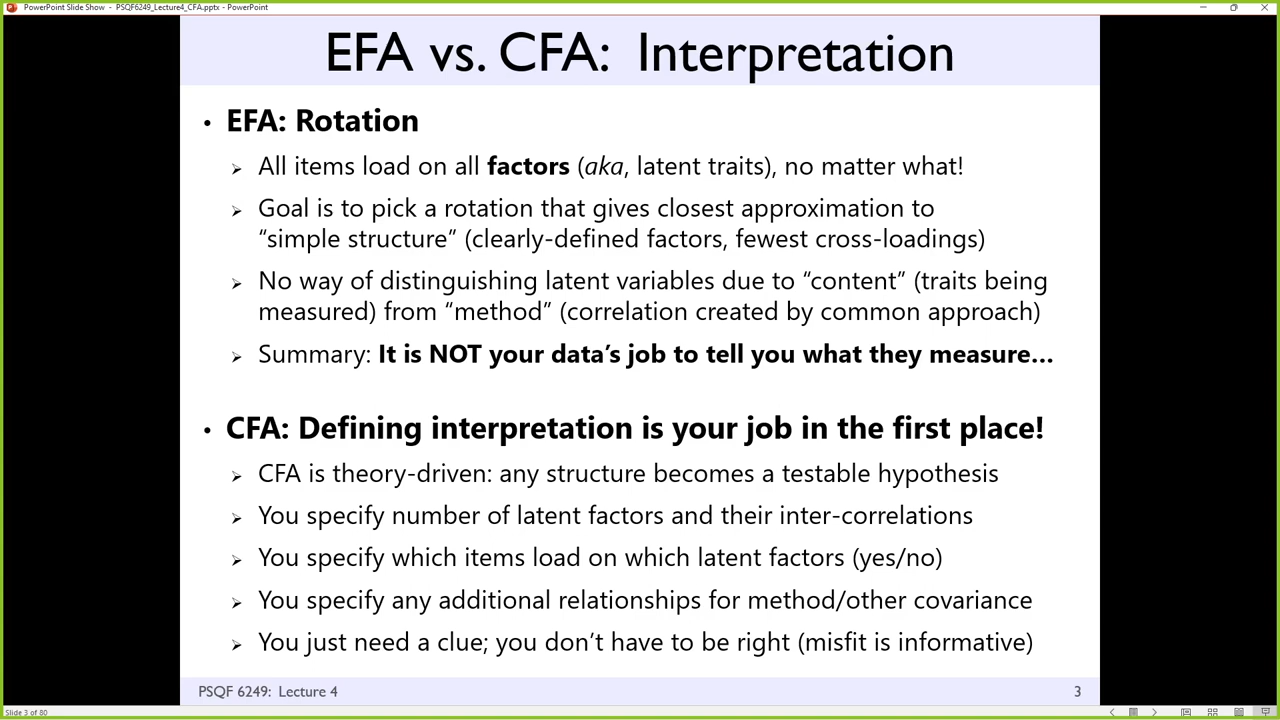 PowerPoint Slide Show - PSQF6249_Lecture4_CFA.pptx - PowerPoint
EFA vs. CFA: Interpretation
• EFA: Rotation
➢ All items load on all factors (aka, latent traits), no matter what!
➢ Goal is to pick a rotation that gives closest approximation to
“simple structure” (clearly-defined factors, fewest cross-loadings)
➢ No way of distinguishing latent variables due to “content” (traits being
measured) from “method” (correlation created by common approach)
➢ Summary: It is NOT your data’s job to tell you what they measure…
• CFA: Defining interpretation is your job in the first place!
➢ CFA is theory-driven: any structure becomes a testable hypothesis
➢ You specify number of latent factors and their inter-correlations
➢ You specify which items load on which latent factors (yes/no)
➢ You specify any additional relationships for method/other covariance
➢ You just need a clue; you don’t have to be right (misfit is informative)
PSQF 6249: Lecture 4
3
Slide 3 of 80